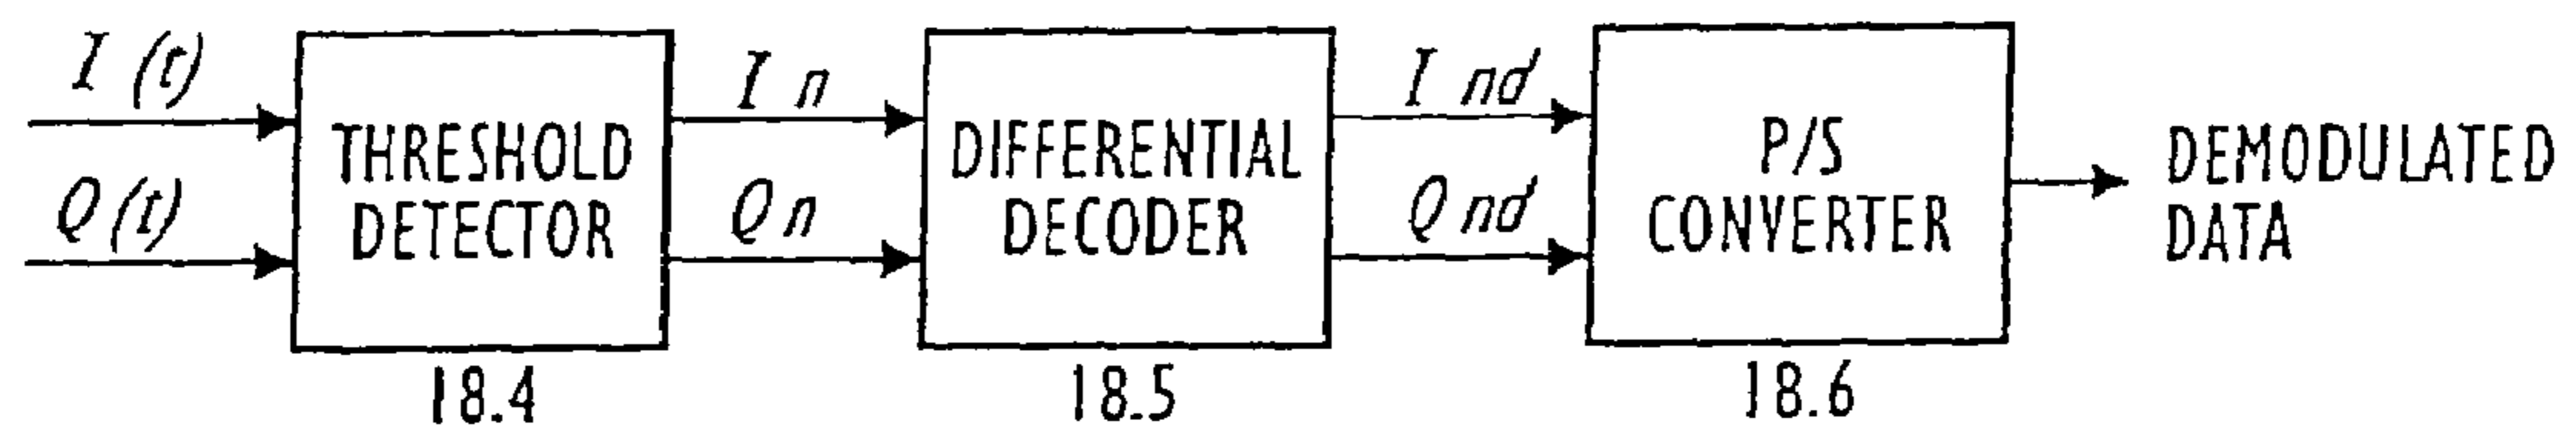 I (t)
Q (t)
THRESHOLD
DETECTOR
18.4
I n
Q n
DIFFERENTIAL
DECODER
18.5
I nd
Q nd
P/S
CONVERTER
18.6
DEMODULATED
DATA